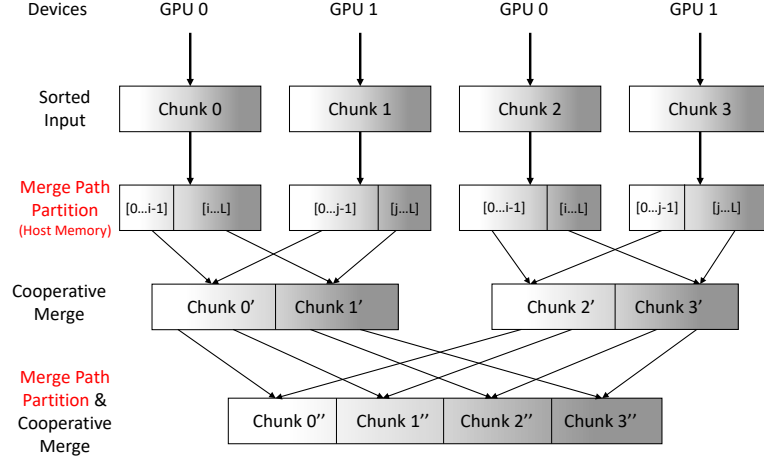 Devices GPU 0 GPU 1 GPU 0 GPU 1
Sorted
Input
Chunk 0 Chunk 1 Chunk 2 Chunk 3
Merge Path
Partition
(Host Memory)
[0...i-1] [i...L] [0...j-1] [j...L] [0...i-1] [i...L] [0...j-1] [j...L]
Cooperative
Merge
Chunk 0' Chunk 1' Chunk 2' Chunk 3'
Merge Path
Partition &
Cooperative
Merge
Chunk 0'' Chunk 1'' Chunk 2'' Chunk 3''